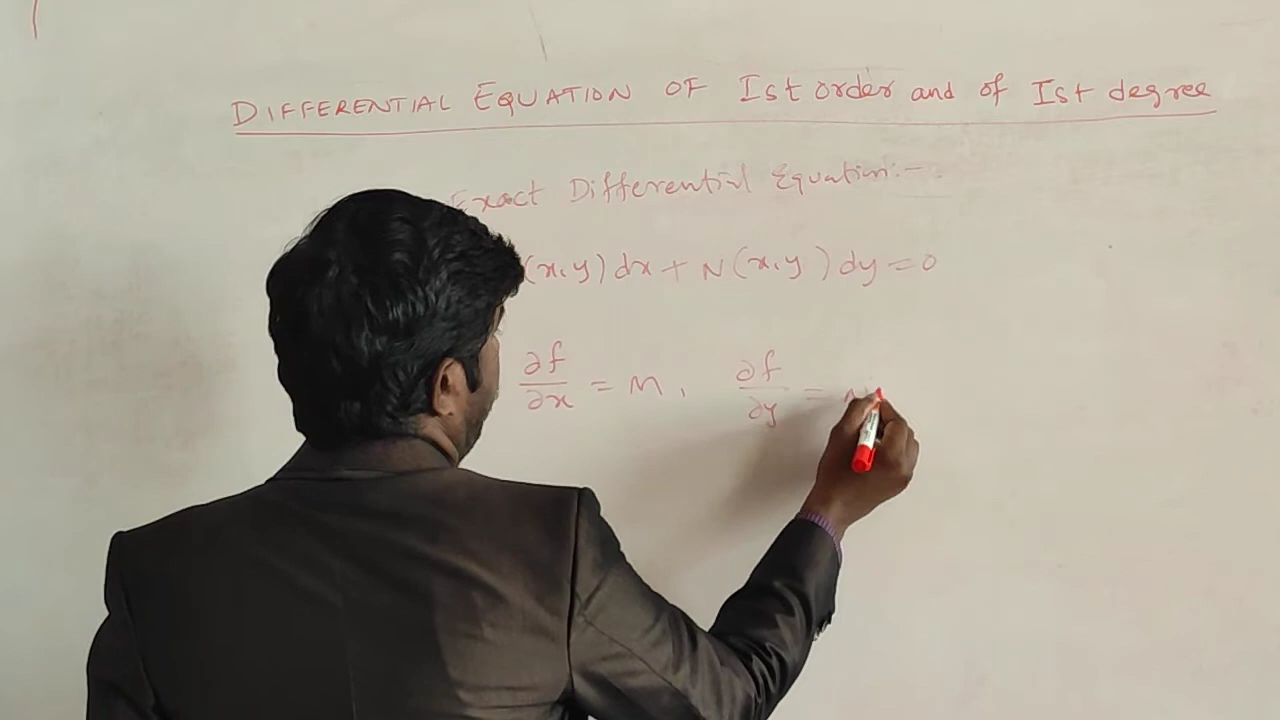 DIFFERENTIAL EQUATION OF Ist order and of Ist degree
Exact Differential Equation:-
(x,y)dx + N(x,y)dy = 0
∂f/∂x = M, ∂f/∂y = N